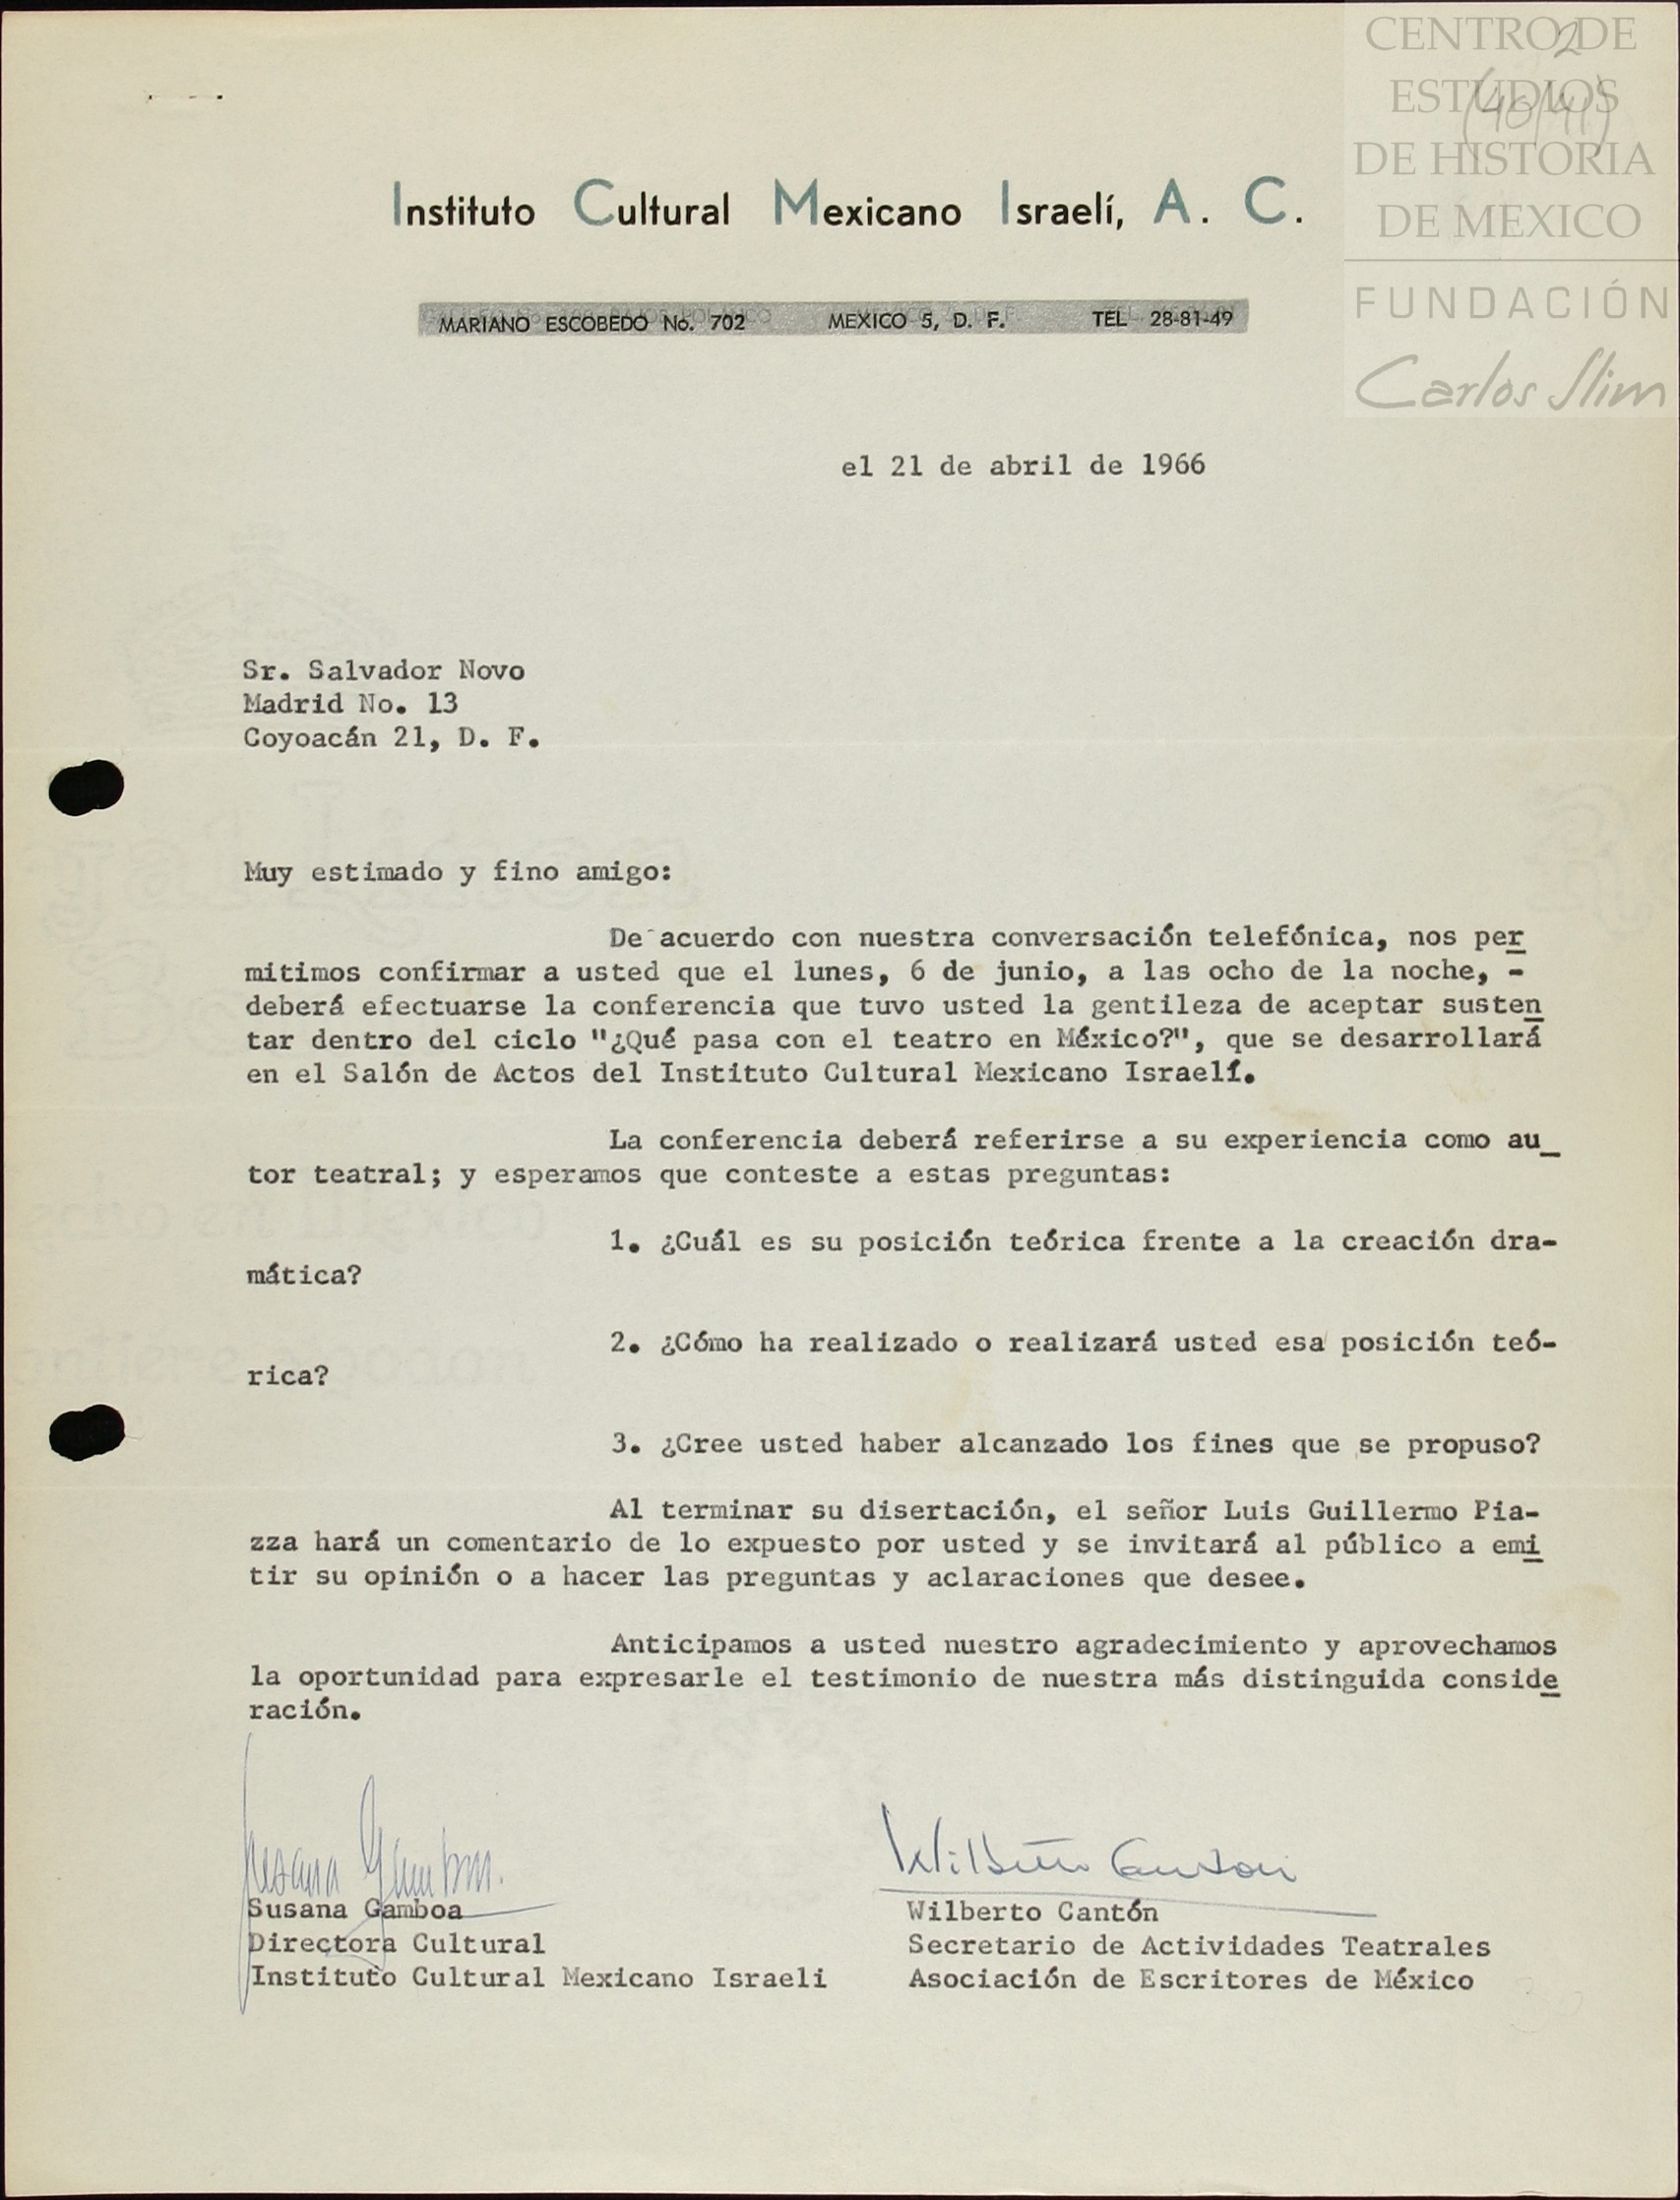 CENTRO DE
ESTUDIOS
DE HISTORIA
DE MEXICO
FUNDACIÓN
Carlos Slim
2
(40/41)
Instituto Cultural Mexicano Israelí, A. C.
MARIANO ESCOBEDO No. 702 MEXICO 5, D. F. TEL 28-81-49
el 21 de abril de 1966
Sr. Salvador Novo
Madrid No. 13
Coyoacán 21, D. F.
Muy estimado y fino amigo:
De acuerdo con nuestra conversación telefónica, nos per
mitimos confirmar a usted que el lunes, 6 de junio, a las ocho de la noche, -
deberá efectuarse la conferencia que tuvo usted la gentileza de aceptar susten
tar dentro del ciclo "¿Qué pasa con el teatro en México?", que se desarrollará
en el Salón de Actos del Instituto Cultural Mexicano Israelí.
La conferencia deberá referirse a su experiencia como au_
tor teatral; y esperamos que conteste a estas preguntas:
1. ¿Cuál es su posición teórica frente a la creación dra-
mática?
2. ¿Cómo ha realizado o realizará usted esa posición teó-
rica?
3. ¿Cree usted haber alcanzado los fines que se propuso?
Al terminar su disertación, el señor Luis Guillermo Pia-
zza hará un comentario de lo expuesto por usted y se invitará al público a emi
tir su opinión o a hacer las preguntas y aclaraciones que desee.
Anticipamos a usted nuestro agradecimiento y aprovechamos
la oportunidad para expresarle el testimonio de nuestra más distinguida conside
ración.
Susana Gamboa. Wilberto Cantón
Susana Gamboa Wilberto Cantón
Directora Cultural Secretario de Actividades Teatrales
Instituto Cultural Mexicano Israeli Asociación de Escritores de México